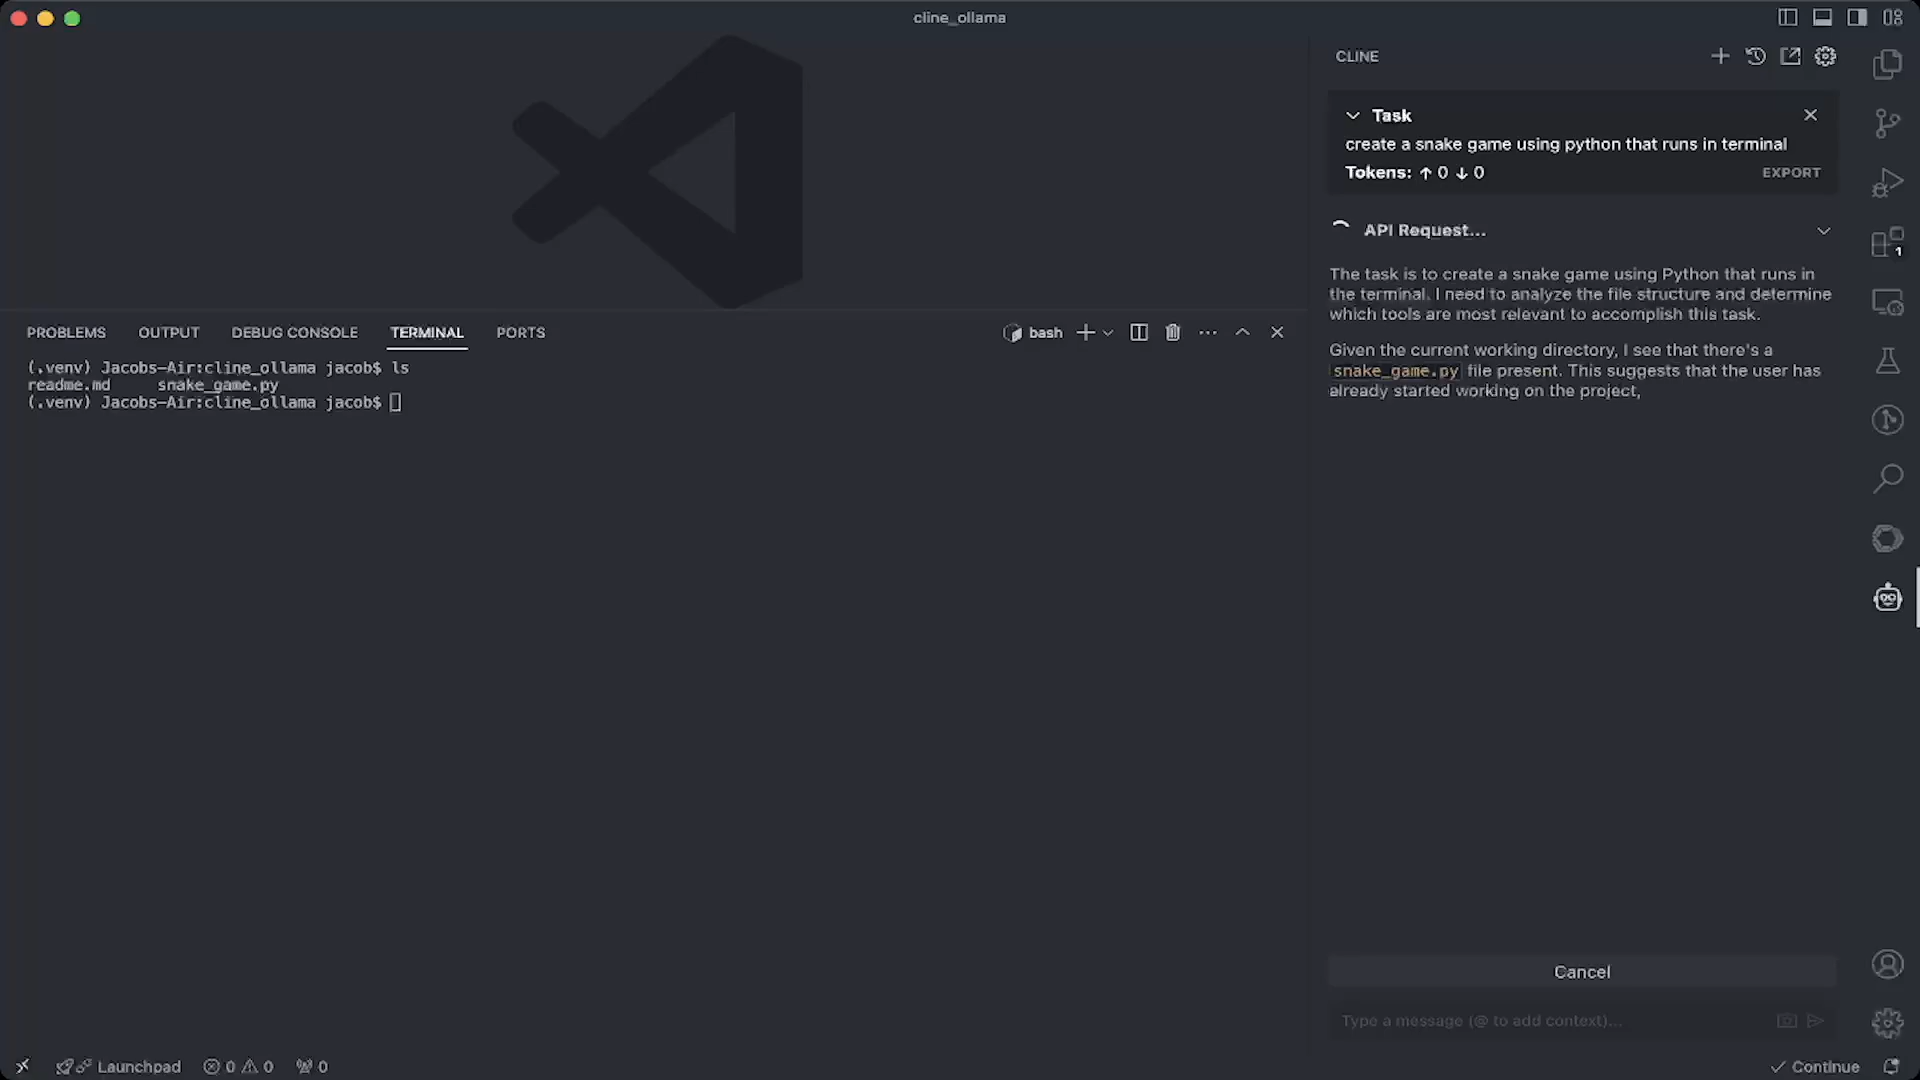 cline_ollama
CLINE
Task
create a snake game using python that runs in terminal
Tokens: ↑ 0 ↓ 0
EXPORT
API Request...
The task is to create a snake game using Python that runs in
the terminal. I need to analyze the file structure and determine
which tools are most relevant to accomplish this task.
Given the current working directory, I see that there's a
snake_game.py file present. This suggests that the user has
already started working on the project,
1
PROBLEMS OUTPUT DEBUG CONSOLE TERMINAL PORTS
bash
(.venv) Jacobs-Air:cline_ollama jacob$ ls
readme.md snake_game.py
(.venv) Jacobs-Air:cline_ollama jacob$
Cancel
Type a message (@ to add context)...
Launchpad 0 0 0
Continue